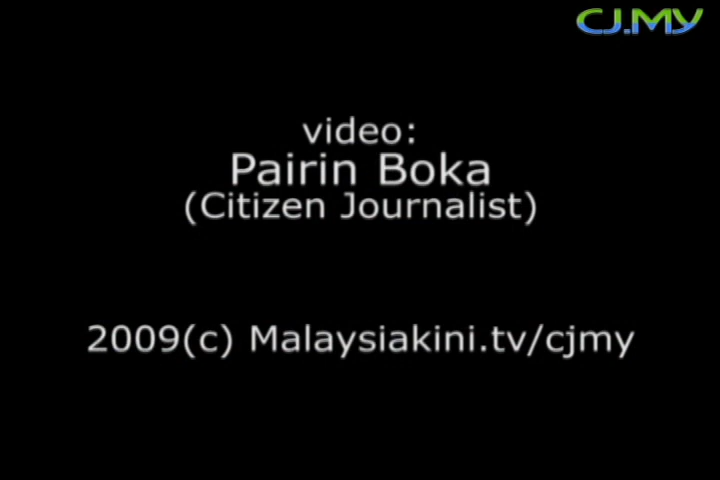 CJ.MY
video:
Pairin Boka
(Citizen Journalist)
2009(c) Malaysiakini.tv/cjmy